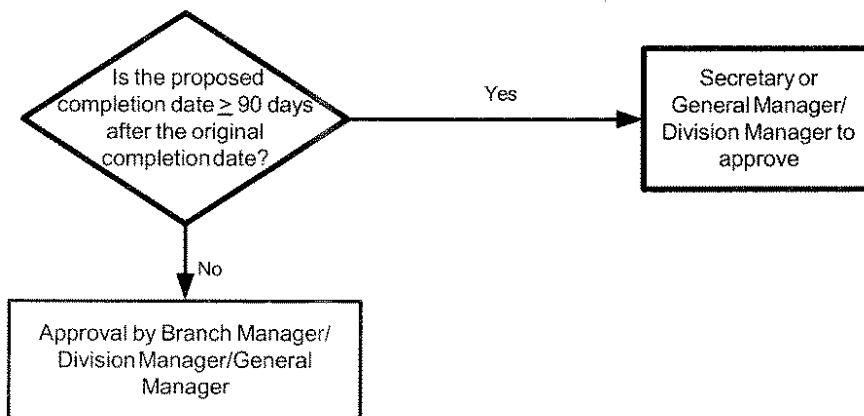 Is the proposed
completion date ≥ 90 days
after the original
completion date?
Yes
Secretary or
General Manager/
Division Manager to
approve
No
Approval by Branch Manager/
Division Manager/General
Manager